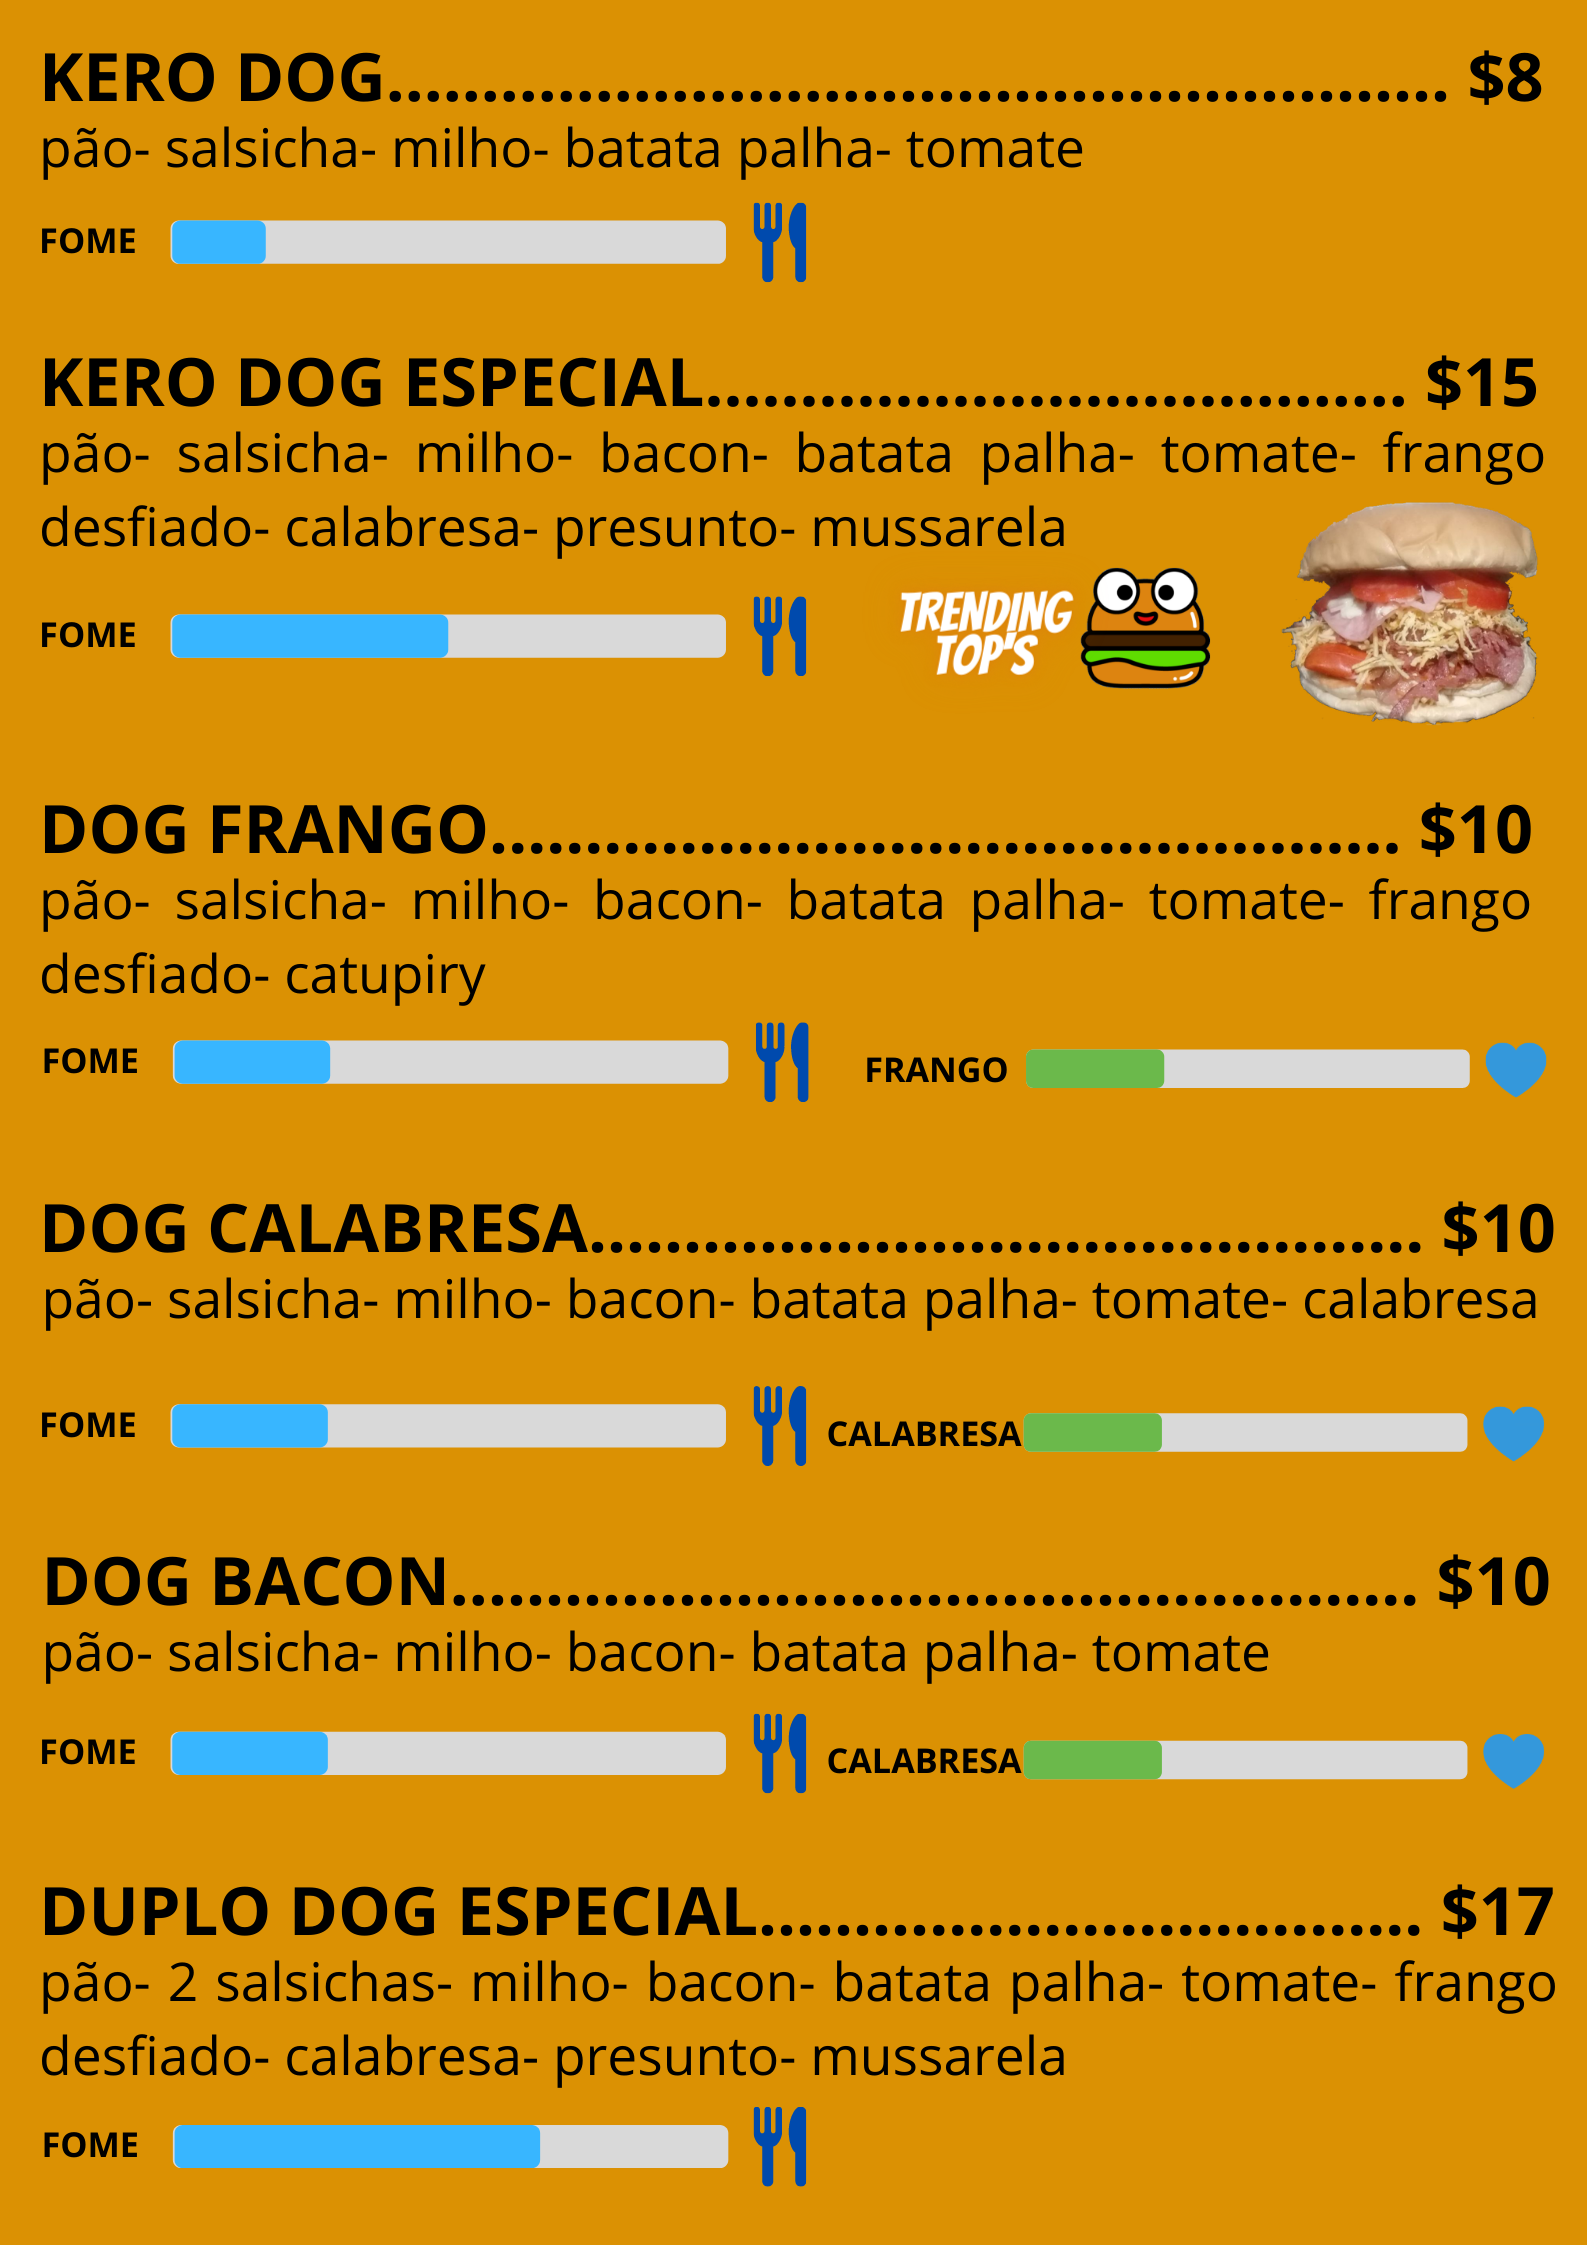 KERO DOG........................................................ $8
pão- salsicha- milho- batata palha- tomate
FOME
KERO DOG ESPECIAL..................................... $15
pão- salsicha- milho- bacon- batata palha- tomate- frango
desfiado- calabresa- presunto- mussarela
TRENDING
TOP'S
FOME
DOG FRANGO................................................ $10
pão- salsicha- milho- bacon- batata palha- tomate- frango
desfiado- catupiry
FOME
FRANGO
DOG CALABRESA............................................ $10
pão- salsicha- milho- bacon- batata palha- tomate- calabresa
FOME
CALABRESA
DOG BACON................................................... $10
pão- salsicha- milho- bacon- batata palha- tomate
FOME
CALABRESA
DUPLO DOG ESPECIAL................................... $17
pão- 2 salsichas- milho- bacon- batata palha- tomate- frango
desfiado- calabresa- presunto- mussarela
FOME